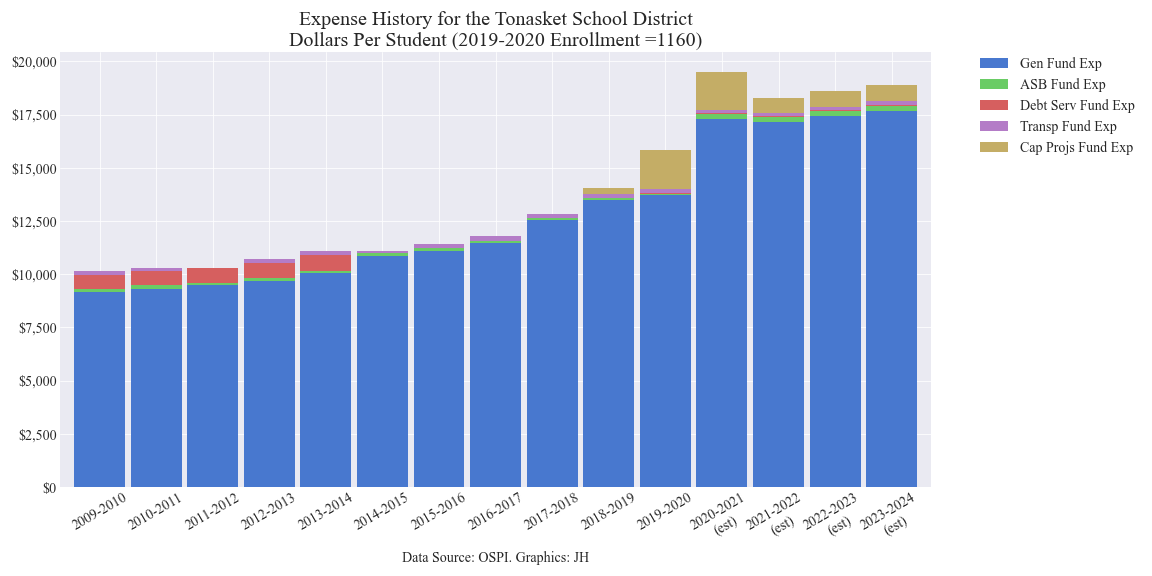 Expense History for the Tonasket School District
Dollars Per Student (2019-2020 Enrollment =1160)
$20,000
$17,500
$15,000
$12,500
$10,000
$7,500
$5,000
$2,500
$0
Gen Fund Exp
ASB Fund Exp
Debt Serv Fund Exp
Transp Fund Exp
Cap Projs Fund Exp
2009-2010
2010-2011
2011-2012
2012-2013
2013-2014
2014-2015
2015-2016
2016-2017
2017-2018
2018-2019
2019-2020
2020-2021
(est)
2021-2022
(est)
2022-2023
(est)
2023-2024
(est)
Data Source: OSPI. Graphics: JH